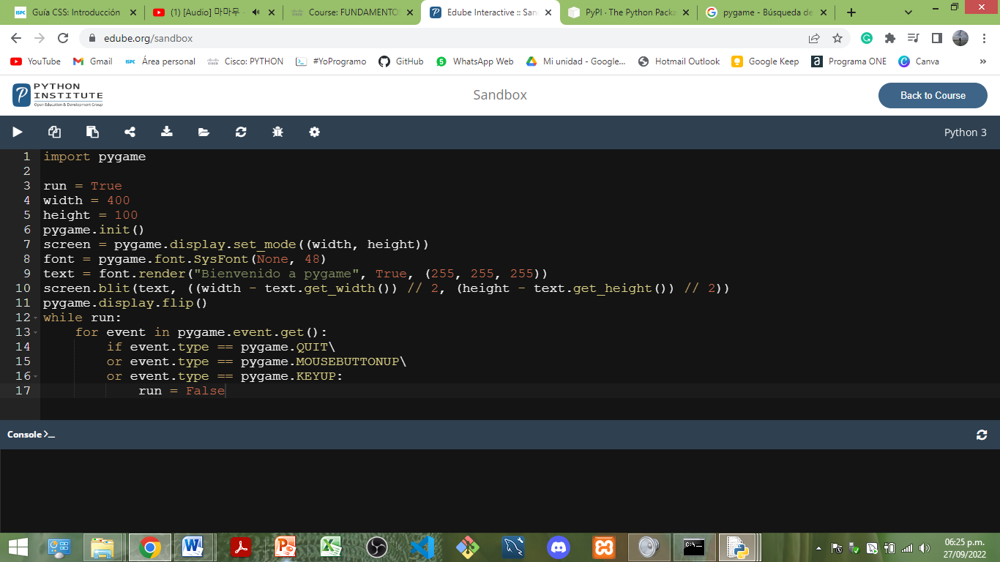 Guía CSS: Introducción
(1) [Audio] 마마무
Course: FUNDAMENTO
Edube Interactive :: San
PyPI · The Python Packa
pygame - Búsqueda de
edube.org/sandbox
YouTube
Gmail
ISPC Área personal
Cisco: PYTHON
#YoProgramo
GitHub
WhatsApp Web
Mi unidad - Google...
Hotmail Outlook
Google Keep
Programa ONE
Canva
PYTHON
INSTITUTE
Open Education & Development Group
Sandbox
Back to Course
Python 3
1 import pygame
2
3 run = True
4 width = 400
5 height = 100
6 pygame.init()
7 screen = pygame.display.set_mode((width, height))
8 font = pygame.font.SysFont(None, 48)
9 text = font.render("Bienvenido a pygame", True, (255, 255, 255))
10 screen.blit(text, ((width - text.get_width()) // 2, (height - text.get_height()) // 2))
11 pygame.display.flip()
12 while run:
13     for event in pygame.event.get():
14         if event.type == pygame.QUIT\
15         or event.type == pygame.MOUSEBUTTONUP\
16         or event.type == pygame.KEYUP:
17             run = False
Console
06:25 p.m.
27/09/2022